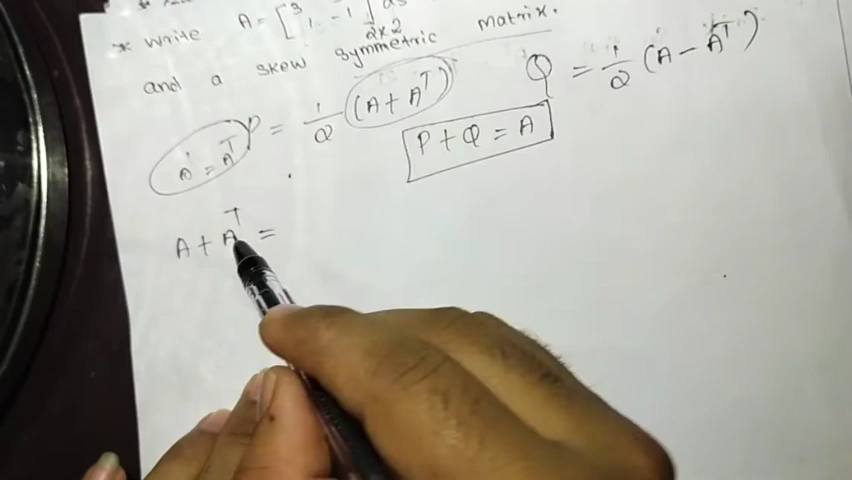 * Write A = [3
1 -1] as
2x2
and a skew symmetric matrix.
P = 1/2 (A + A^T) Q = 1/2 (A - A^T)
A' = A^T
P + Q = A
A + A^T =